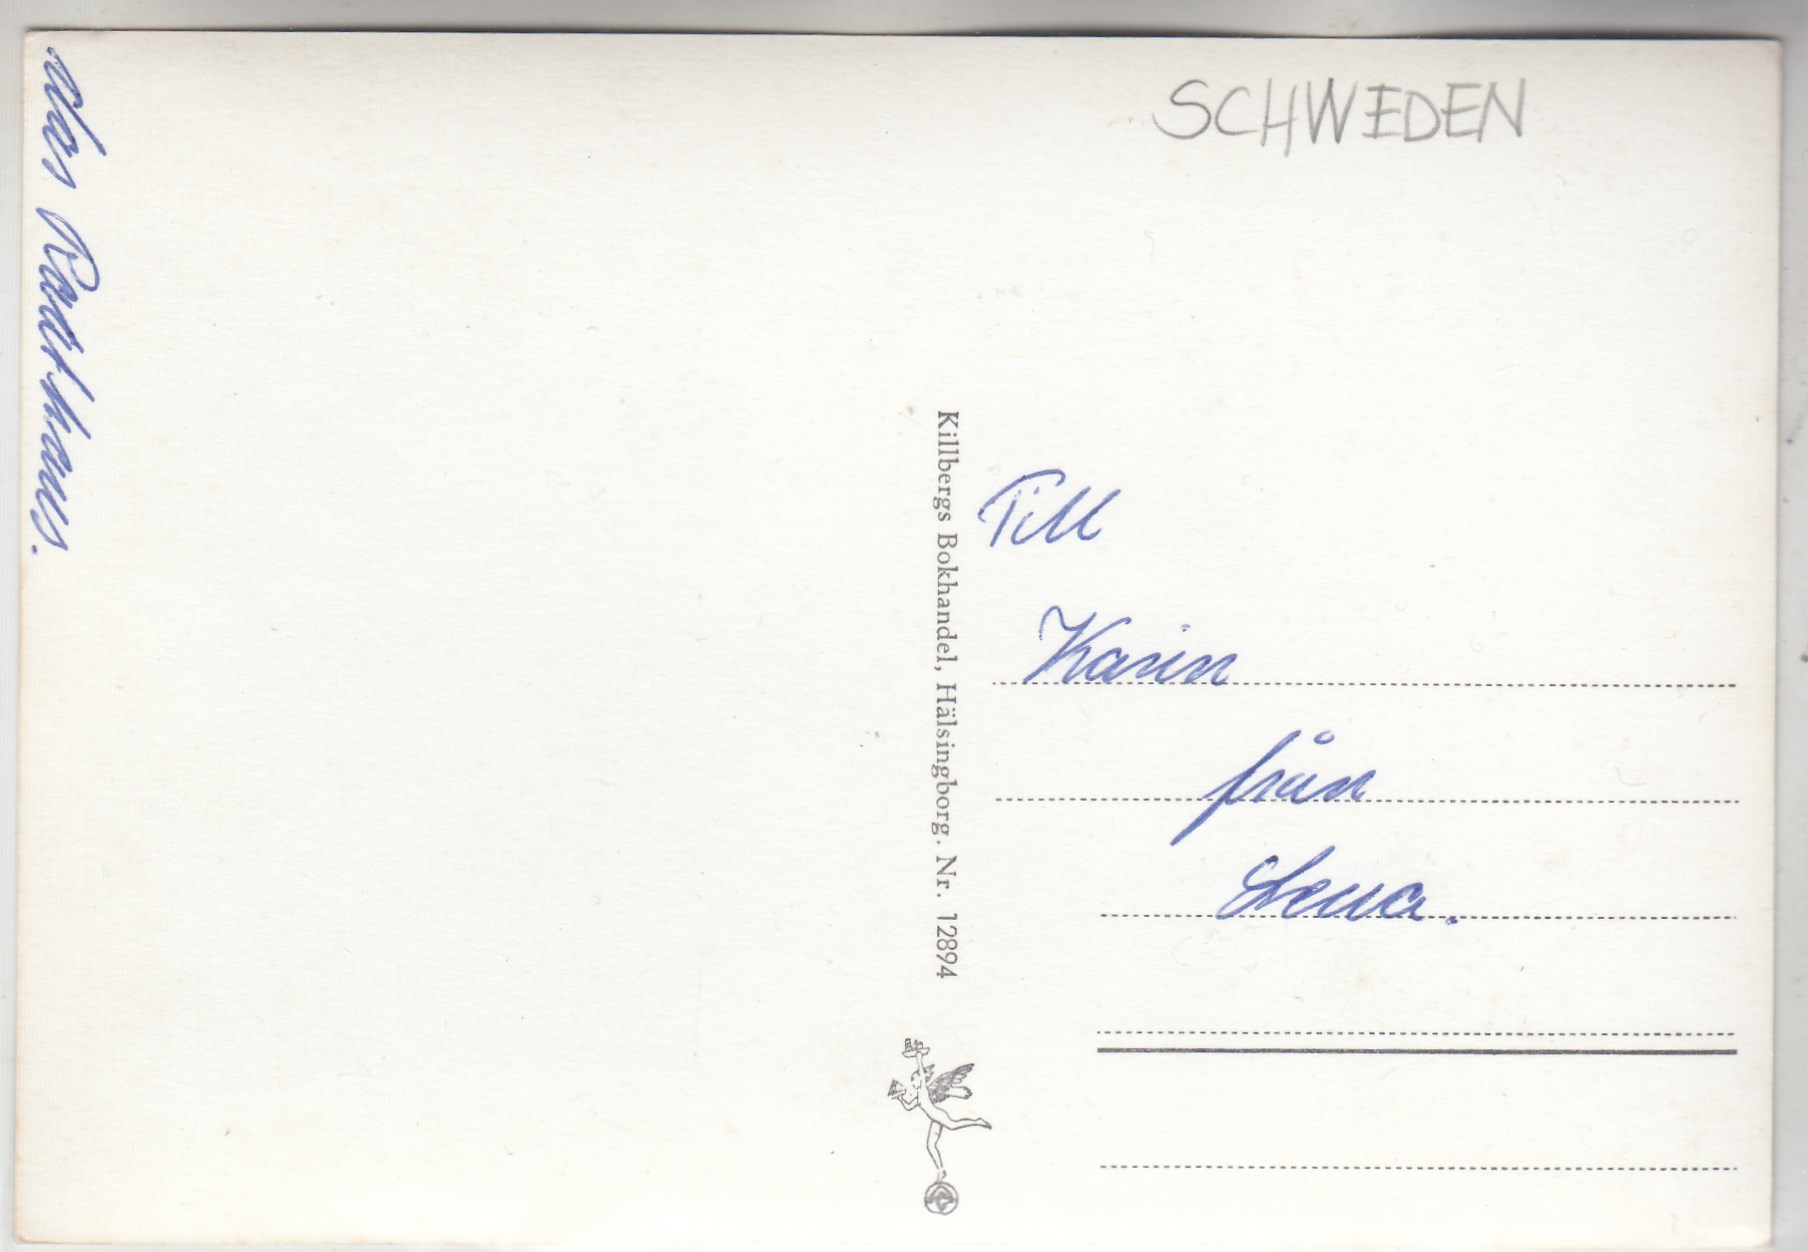 SCHWEDEN
Till
Karin
från
Lena.
Killbergs Bokhandel, Hälsingborg. Nr. 12894